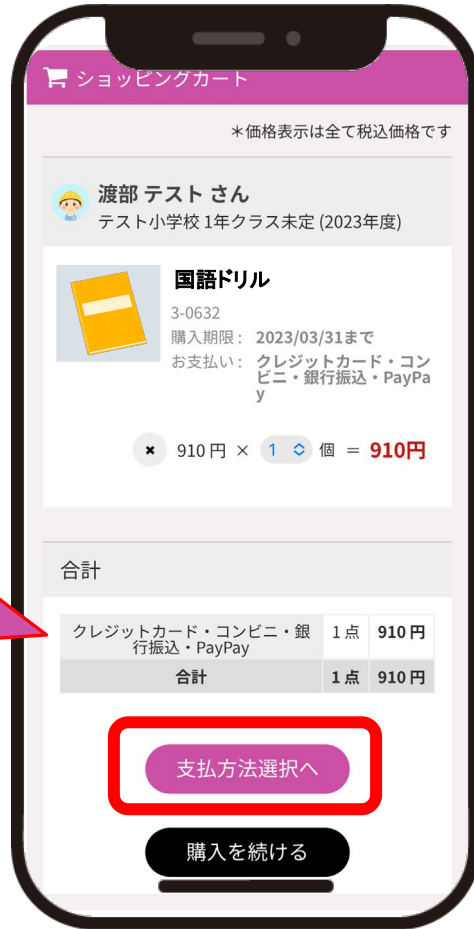 ショッピングカート
*価格表示は全て税込価格です
渡部 テスト さん
テスト小学校 1年クラス未定 (2023年度)
国語ドリル
3-0632
購入期限： 2023/03/31まで
お支払い： クレジットカード・コン
ビニ・銀行振込・PayPa
y
× 910 円 × 1 個 ＝ 910円
合計
クレジットカード・コンビニ・銀 1 点 910 円
行振込・PayPay
合計 1 点 910 円
支払方法選択へ
購入を続ける